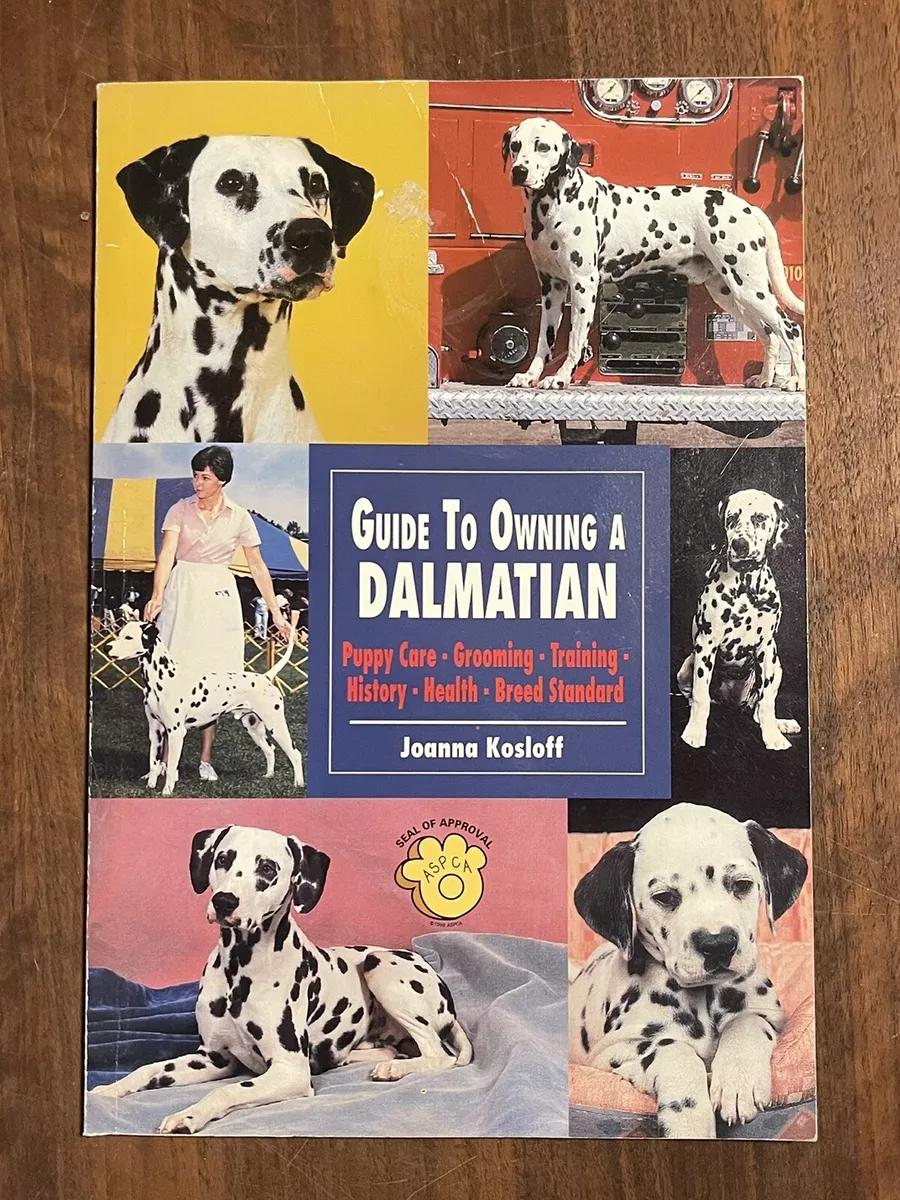 GUIDE TO OWNING A
DALMATIAN
Puppy Care · Grooming · Training ·
History · Health · Breed Standard
Joanna Kosloff
SEAL OF APPROVAL
ASPCA